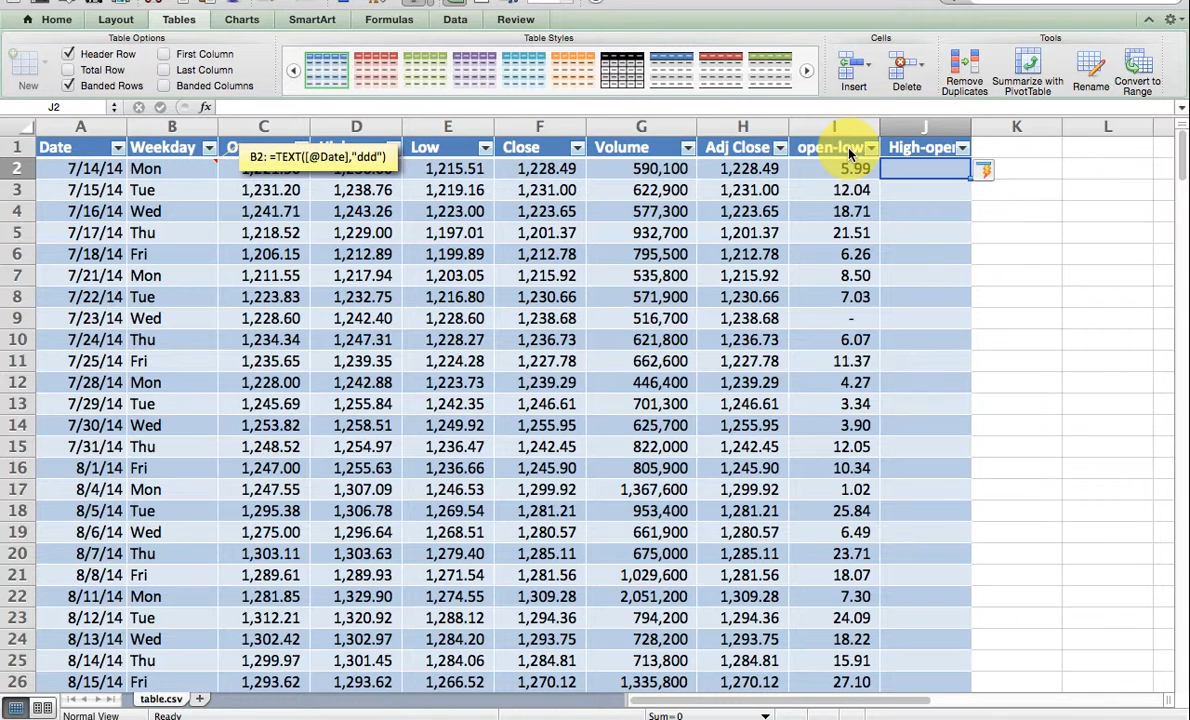 Home Layout Tables Charts SmartArt Formulas Data Review
Table Options Table Styles Cells Tools
Header Row First Column
Total Row Last Column
Banded Rows Banded Columns
New Insert Delete Remove Duplicates Summarize with PivotTable Rename Convert to Range
J2 fx
A B C D E F G H I J K L
1 Date Weekday Low Close Volume Adj Close open-low High-open
B2: =TEXT([@Date],"ddd")
2 7/14/14 Mon 1,215.51 1,228.49 590,100 1,228.49 5.99
3 7/15/14 Tue 1,231.20 1,238.76 1,219.16 1,231.00 622,900 1,231.00 12.04
4 7/16/14 Wed 1,241.71 1,243.26 1,223.00 1,223.65 577,300 1,223.65 18.71
5 7/17/14 Thu 1,218.52 1,229.00 1,197.01 1,201.37 932,700 1,201.37 21.51
6 7/18/14 Fri 1,206.15 1,212.89 1,199.89 1,212.78 795,500 1,212.78 6.26
7 7/21/14 Mon 1,211.55 1,217.94 1,203.05 1,215.92 535,800 1,215.92 8.50
8 7/22/14 Tue 1,223.83 1,232.75 1,216.80 1,230.66 571,900 1,230.66 7.03
9 7/23/14 Wed 1,228.60 1,242.40 1,228.60 1,238.68 516,700 1,238.68 -
10 7/24/14 Thu 1,234.34 1,247.31 1,228.27 1,236.73 621,800 1,236.73 6.07
11 7/25/14 Fri 1,235.65 1,239.35 1,224.28 1,227.78 662,600 1,227.78 11.37
12 7/28/14 Mon 1,228.00 1,242.88 1,223.73 1,239.29 446,400 1,239.29 4.27
13 7/29/14 Tue 1,245.69 1,255.84 1,242.35 1,246.61 701,300 1,246.61 3.34
14 7/30/14 Wed 1,253.82 1,258.51 1,249.92 1,255.95 625,700 1,255.95 3.90
15 7/31/14 Thu 1,248.52 1,254.97 1,236.47 1,242.45 822,000 1,242.45 12.05
16 8/1/14 Fri 1,247.00 1,255.63 1,236.66 1,245.90 805,900 1,245.90 10.34
17 8/4/14 Mon 1,247.55 1,307.09 1,246.53 1,299.92 1,367,600 1,299.92 1.02
18 8/5/14 Tue 1,295.38 1,306.78 1,269.54 1,281.21 953,400 1,281.21 25.84
19 8/6/14 Wed 1,275.00 1,296.64 1,268.51 1,280.57 661,900 1,280.57 6.49
20 8/7/14 Thu 1,303.11 1,303.63 1,279.40 1,285.11 675,000 1,285.11 23.71
21 8/8/14 Fri 1,289.61 1,289.93 1,271.54 1,281.56 1,029,600 1,281.56 18.07
22 8/11/14 Mon 1,281.85 1,329.90 1,274.55 1,309.28 2,051,200 1,309.28 7.30
23 8/12/14 Tue 1,312.21 1,320.92 1,288.12 1,294.36 794,200 1,294.36 24.09
24 8/13/14 Wed 1,302.42 1,302.97 1,284.20 1,293.75 728,200 1,293.75 18.22
25 8/14/14 Thu 1,299.97 1,301.45 1,284.06 1,284.81 713,800 1,284.81 15.91
26 8/15/14 Fri 1,293.62 1,293.62 1,266.52 1,270.12 1,335,800 1,270.12 27.10
table.csv
Normal View Ready Sum=0